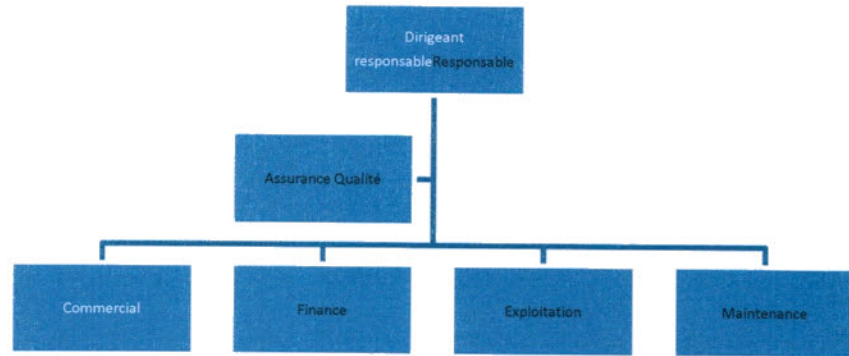 Dirigeant
responsableResponsable
Assurance Qualité
Commercial
Finance
Exploitation
Maintenance